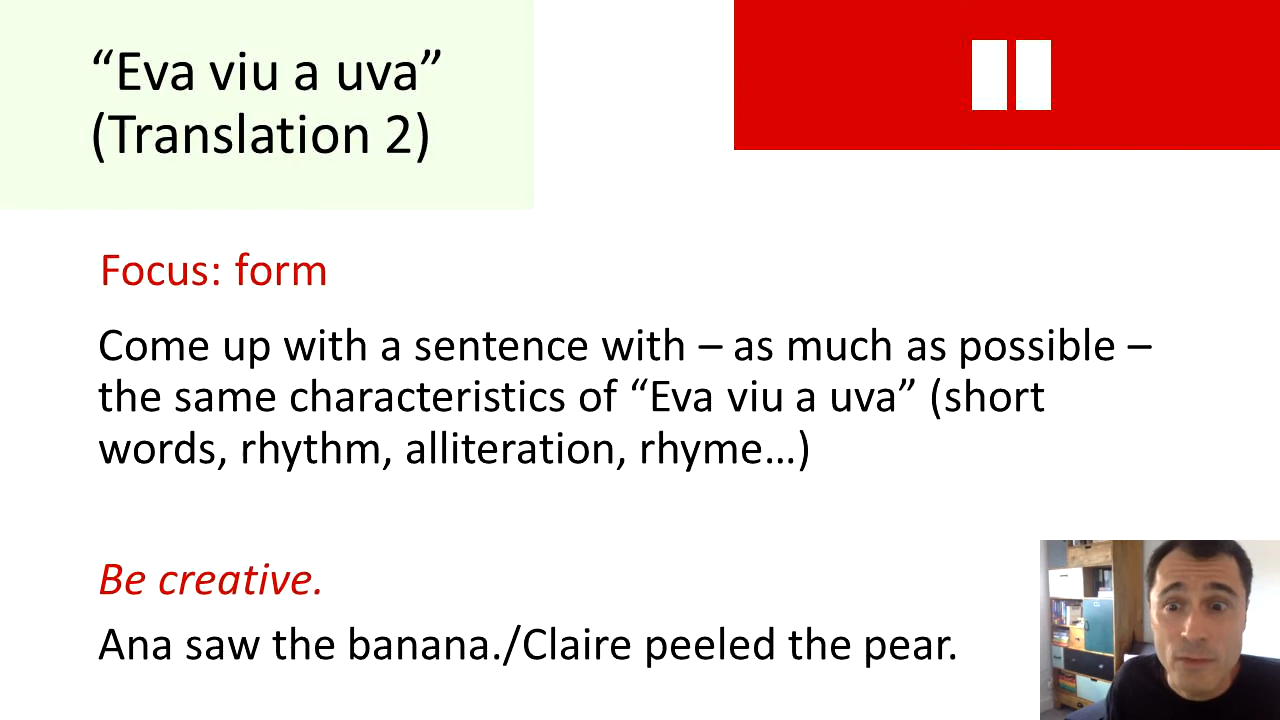 “Eva viu a uva”
(Translation 2)
Focus: form
Come up with a sentence with – as much as possible –
the same characteristics of “Eva viu a uva” (short
words, rhythm, alliteration, rhyme…)
Be creative.
Ana saw the banana./Claire peeled the pear.